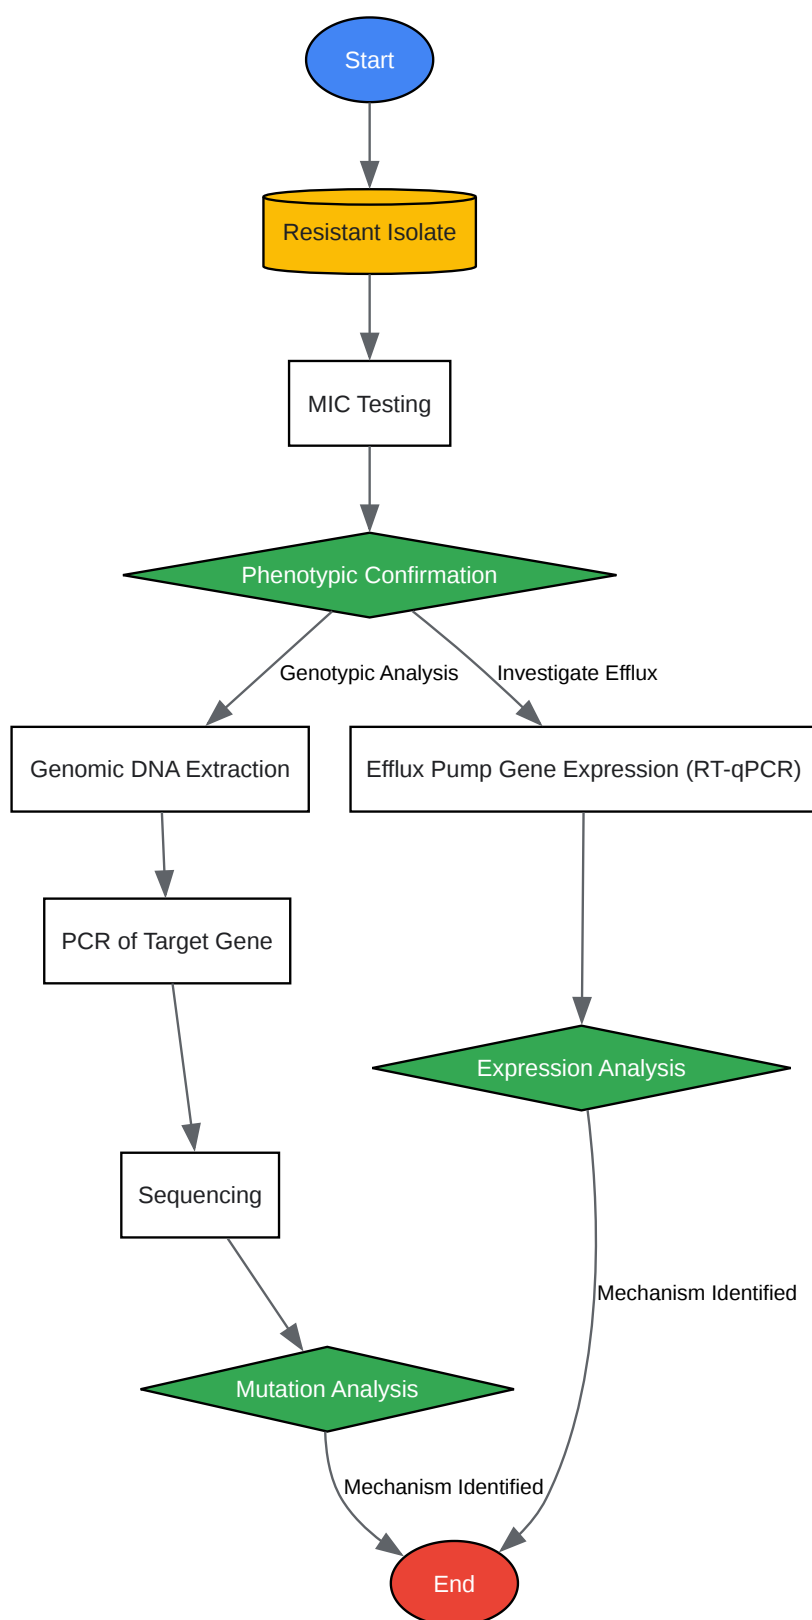 Start
Resistant Isolate
MIC Testing
Phenotypic Confirmation
Genotypic Analysis
Investigate Efflux
Genomic DNA Extraction
Efflux Pump Gene Expression (RT-qPCR)
PCR of Target Gene
Expression Analysis
Sequencing
Mechanism Identified
Mutation Analysis
Mechanism Identified
End